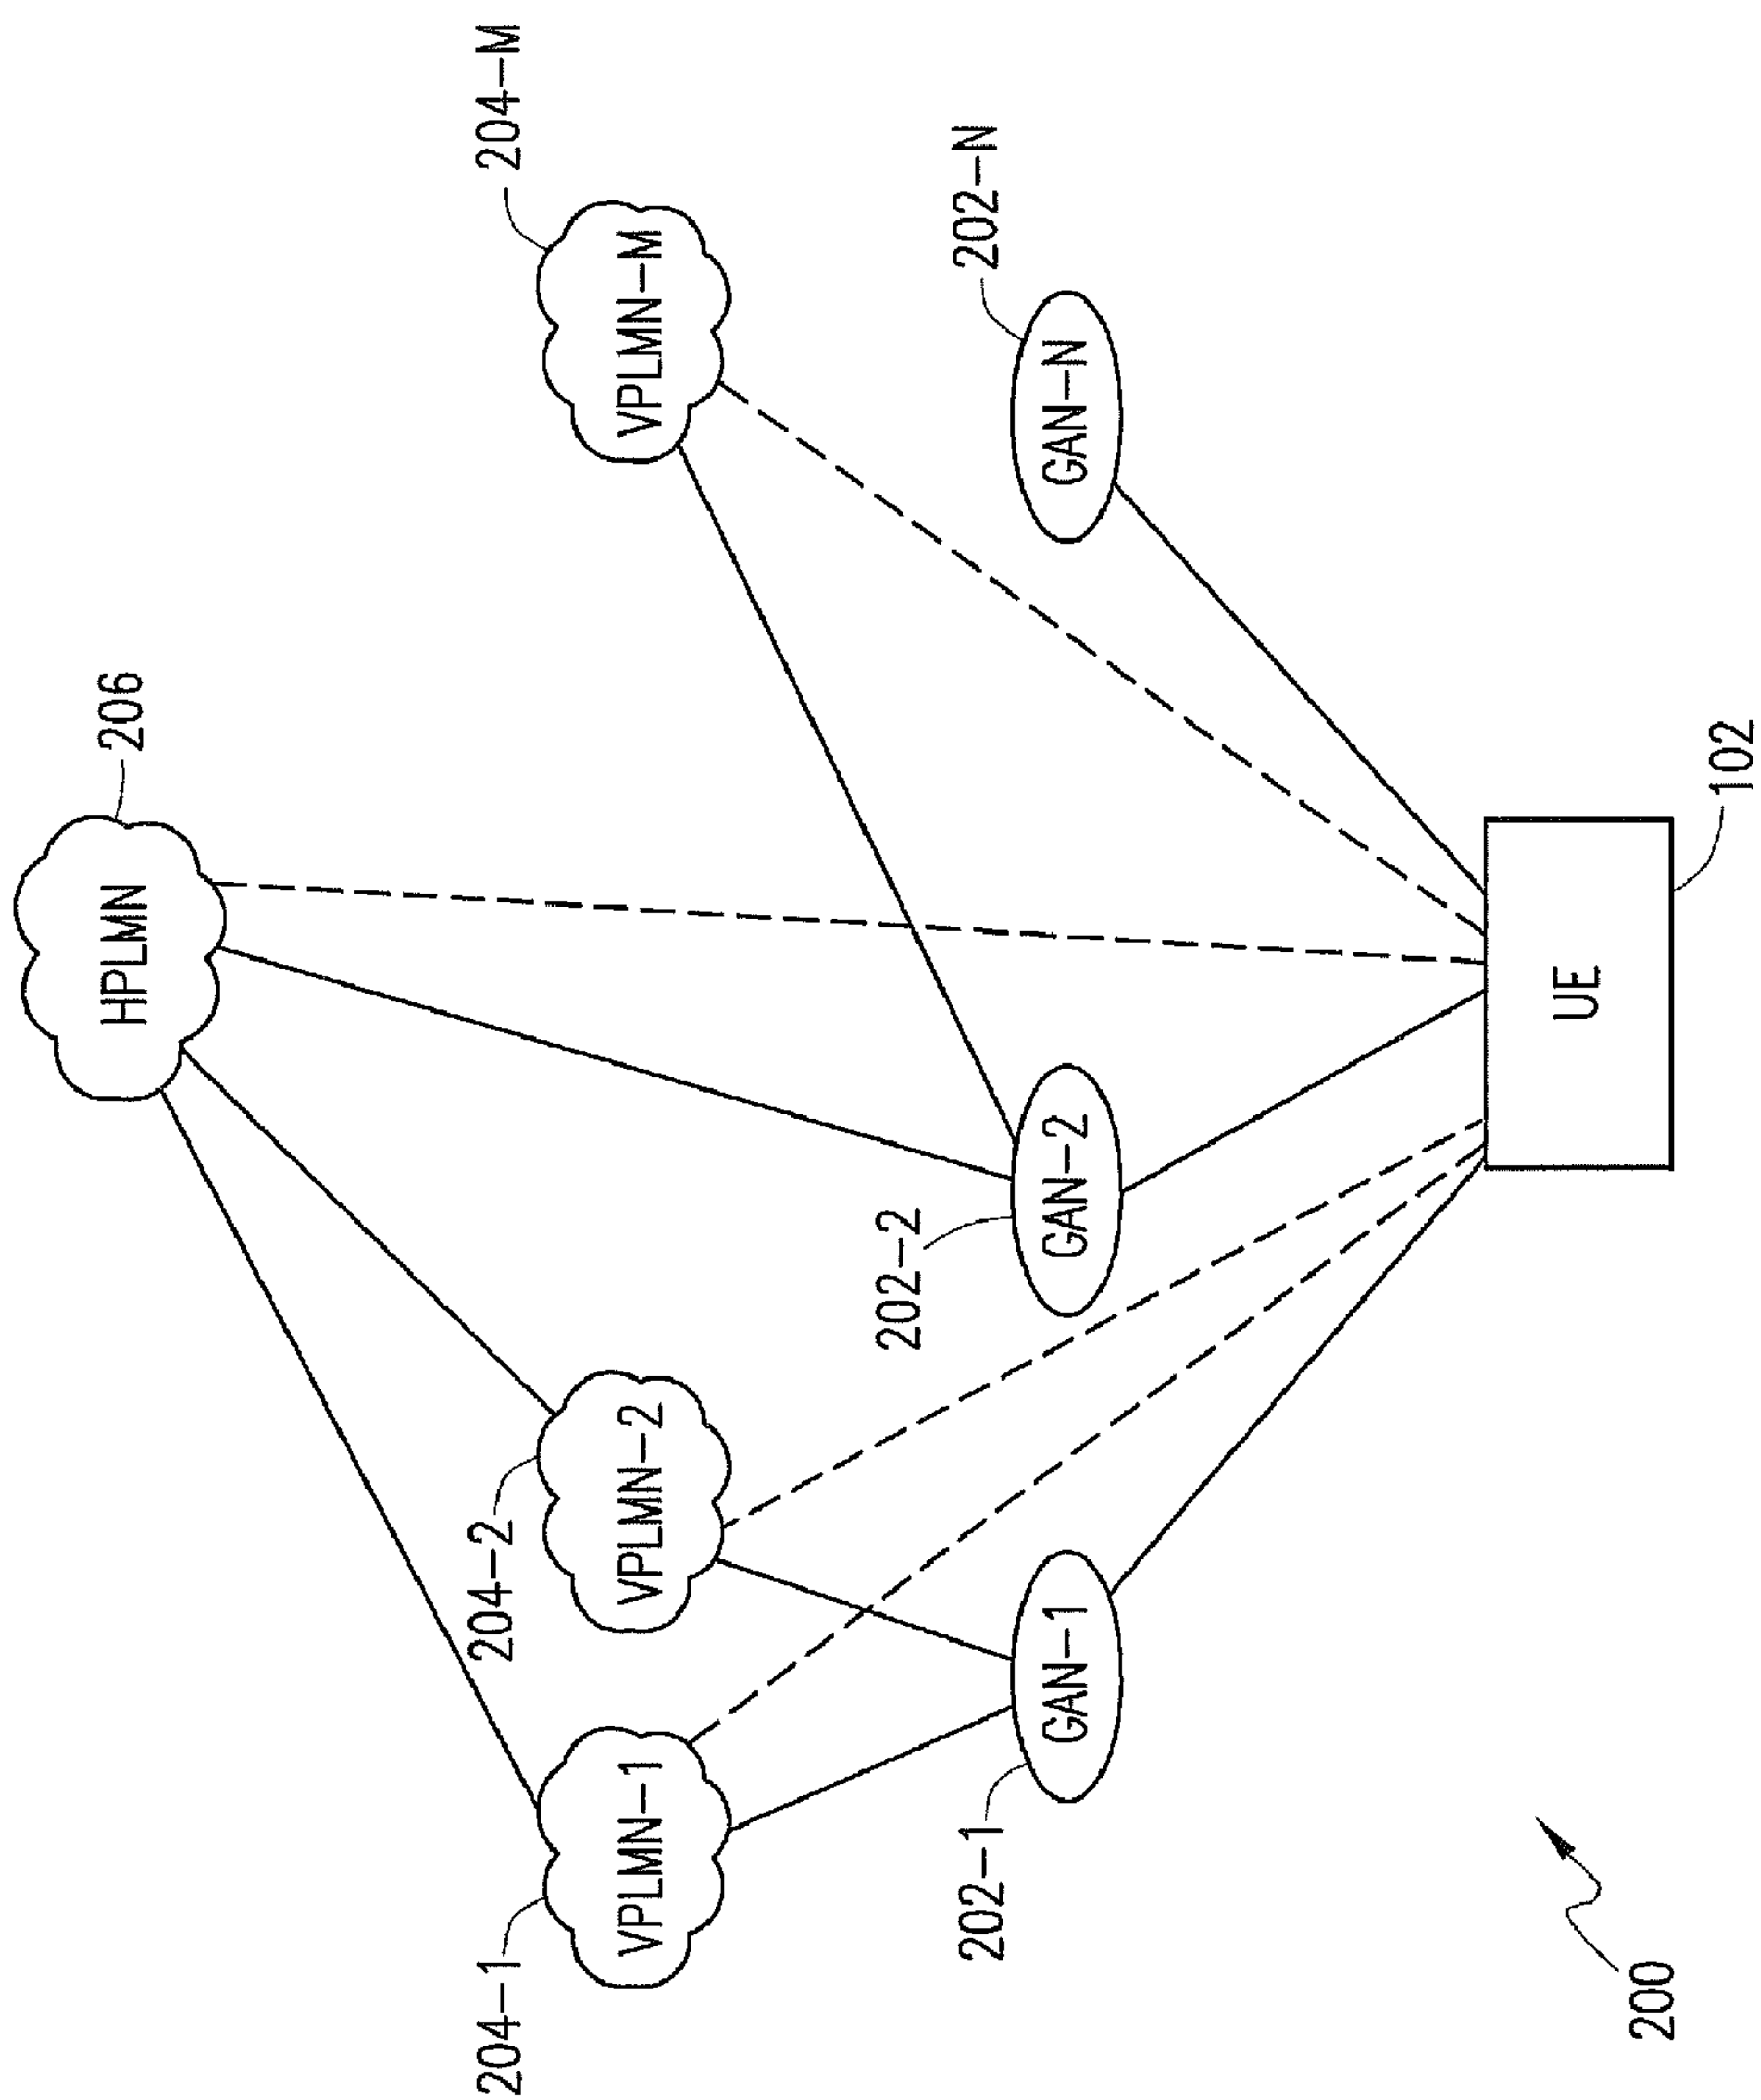 206
HPLMN
204-1
204-2
204-M
VPLMN-1
VPLMN-2
VPLMN-M
202-1
202-2
202-N
GAN-1
GAN-2
GAN-N
UE
102
200